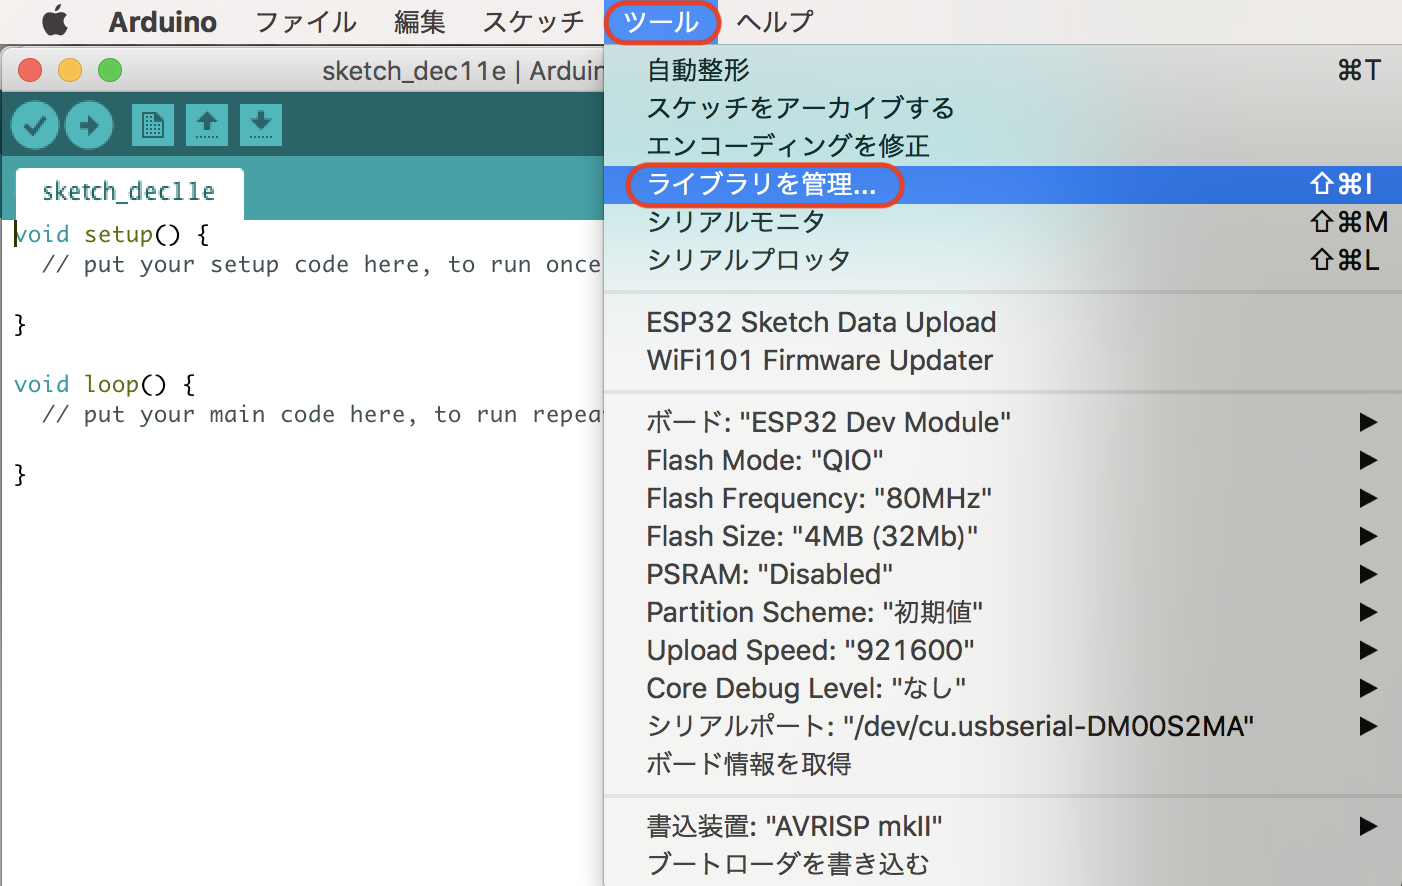 Arduino ファイル 編集 スケッチ ツール ヘルプ
sketch_dec11e | Arduin
sketch_dec11e
void setup() {
// put your setup code here, to run once
}
void loop() {
// put your main code here, to run repea
}
自動整形 ⌘T
スケッチをアーカイブする
エンコーディングを修正
ライブラリを管理... ⇧⌘I
シリアルモニタ ⇧⌘M
シリアルプロッタ ⇧⌘L
ESP32 Sketch Data Upload
WiFi101 Firmware Updater
ボード: "ESP32 Dev Module"
Flash Mode: "QIO"
Flash Frequency: "80MHz"
Flash Size: "4MB (32Mb)"
PSRAM: "Disabled"
Partition Scheme: "初期値"
Upload Speed: "921600"
Core Debug Level: "なし"
シリアルポート: "/dev/cu.usbserial-DM00S2MA"
ボード情報を取得
書込装置: "AVRISP mkII"
ブートローダを書き込む